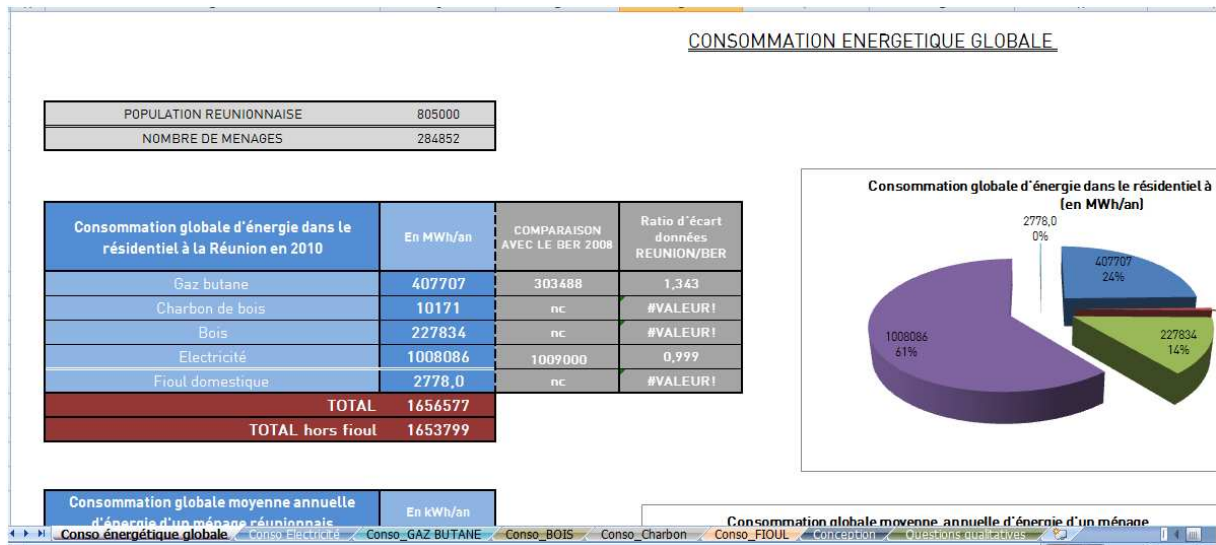 CONSOMMATION ENERGETIQUE GLOBALE
POPULATION REUNIONNAISE 805000
NOMBRE DE MENAGES 284852
Consommation globale d'énergie dans le
résidentiel à la Réunion en 2010
En MWh/an
COMPARAISON
AVEC LE BER 2008
Ratio d'écart
données
REUNION/BER
Gaz butane 407707 303488 1,343
Charbon de bois 10171 nc #VALEUR!
Bois 227834 nc #VALEUR!
Electricité 1008086 1009000 0,999
Fioul domestique 2778,0 nc #VALEUR!
TOTAL 1656577
TOTAL hors fioul 1653799
Consommation globale d'énergie dans le résidentiel à
(en MWh/an)
2778,0
0%
407707
24%
227834
14%
1008086
61%
Consommation globale moyenne annuelle
d'énergie d'un ménage réunionnais
En kWh/an
Consommation globale moyenne annuelle d'énergie d'un ménage
Conso énergétique globale Conso Electricité Conso_GAZ BUTANE Conso_BOIS Conso_Charbon Conso_FIOUL Conception Questions qualitatives